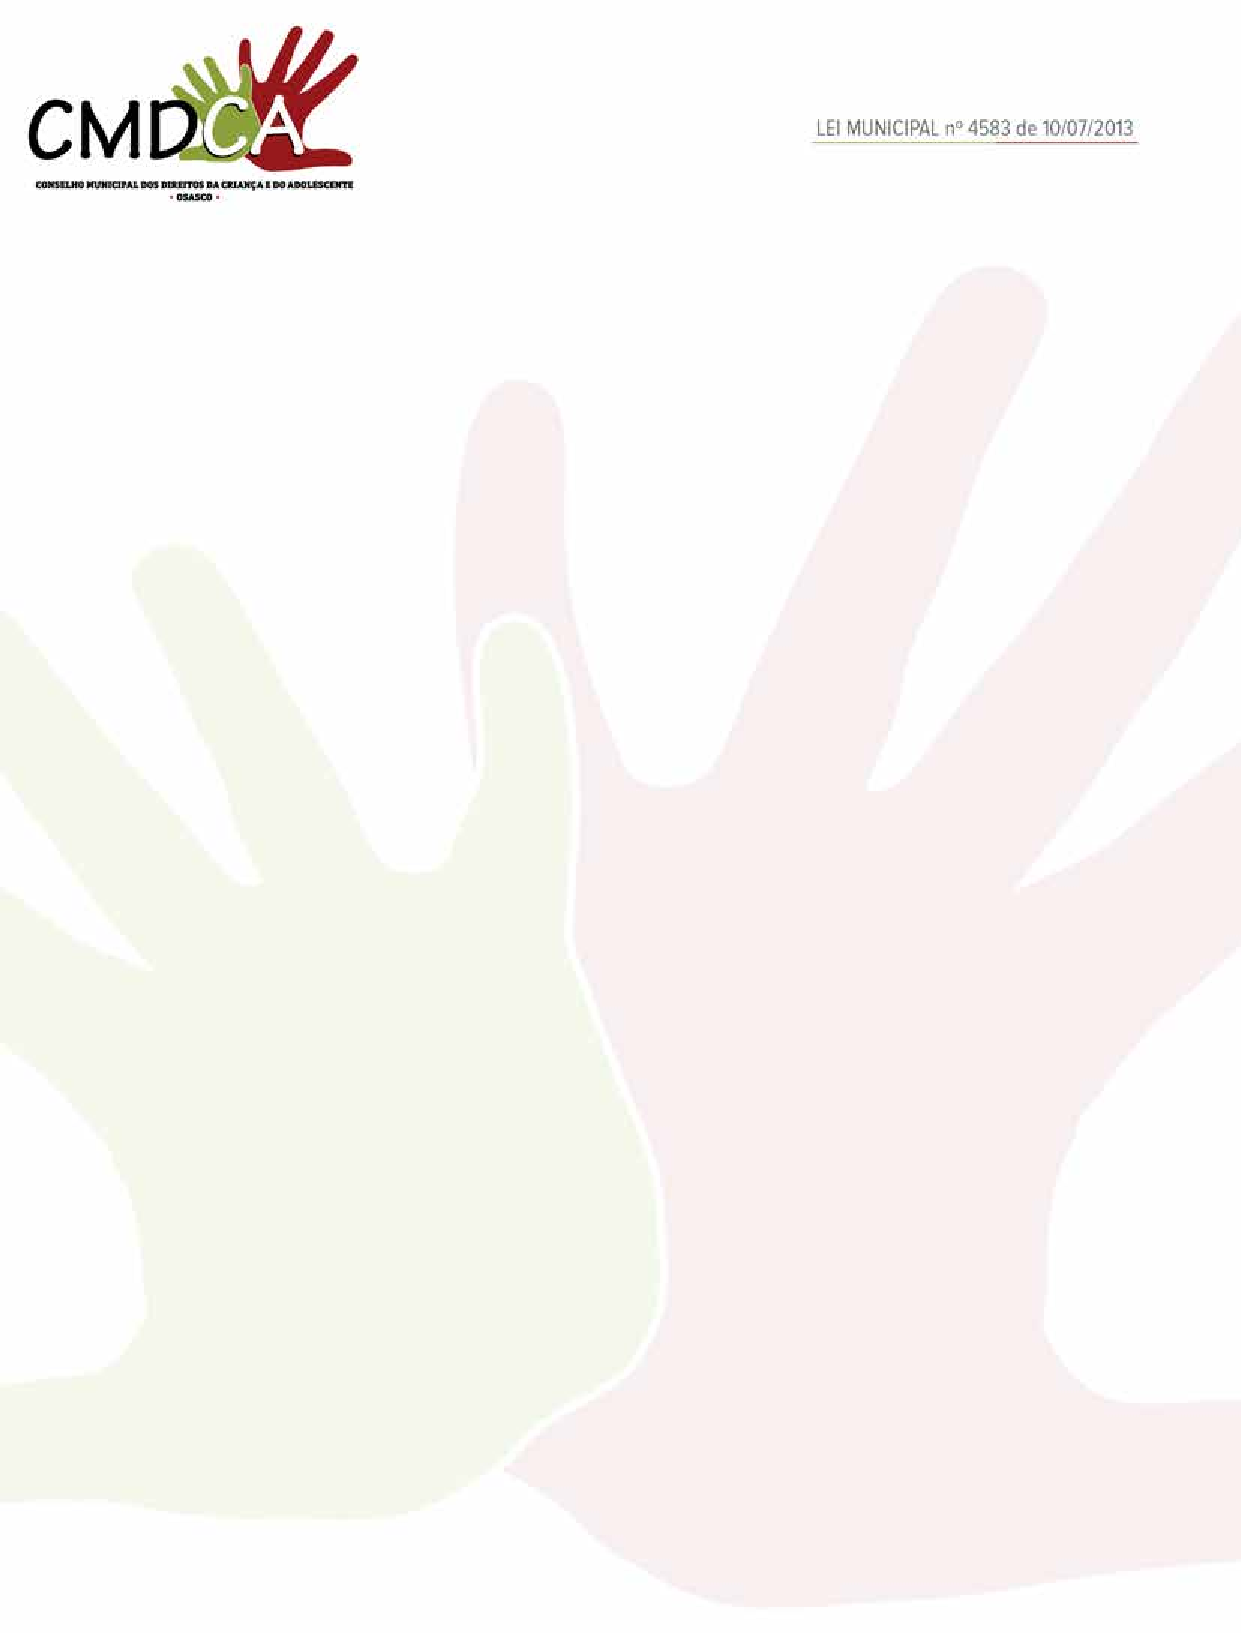 CMDCA
CONSELHO MUNICIPAL DOS DIREITOS DA CRIANÇA E DO ADOLESCENTE
• OSASCO •
LEI MUNICIPAL nº 4583 de 10/07/2013